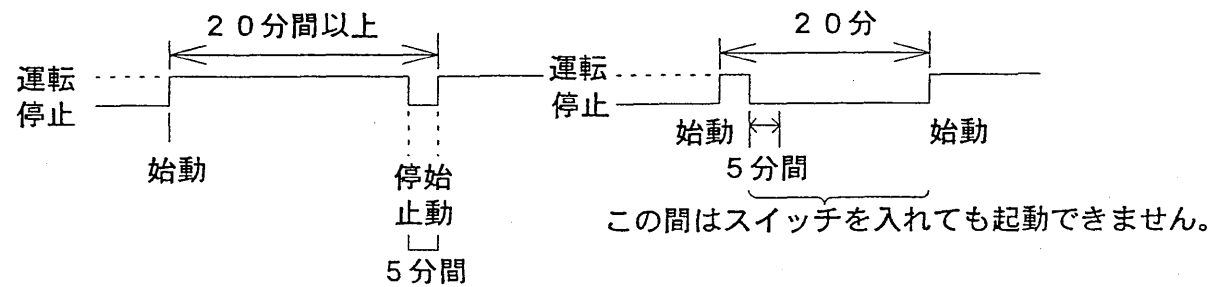 ２０分間以上
運転
停止
始動
停始
止動
５分間
２０分
運転
停止
始動
始動
５分間
この間はスイッチを入れても起動できません。